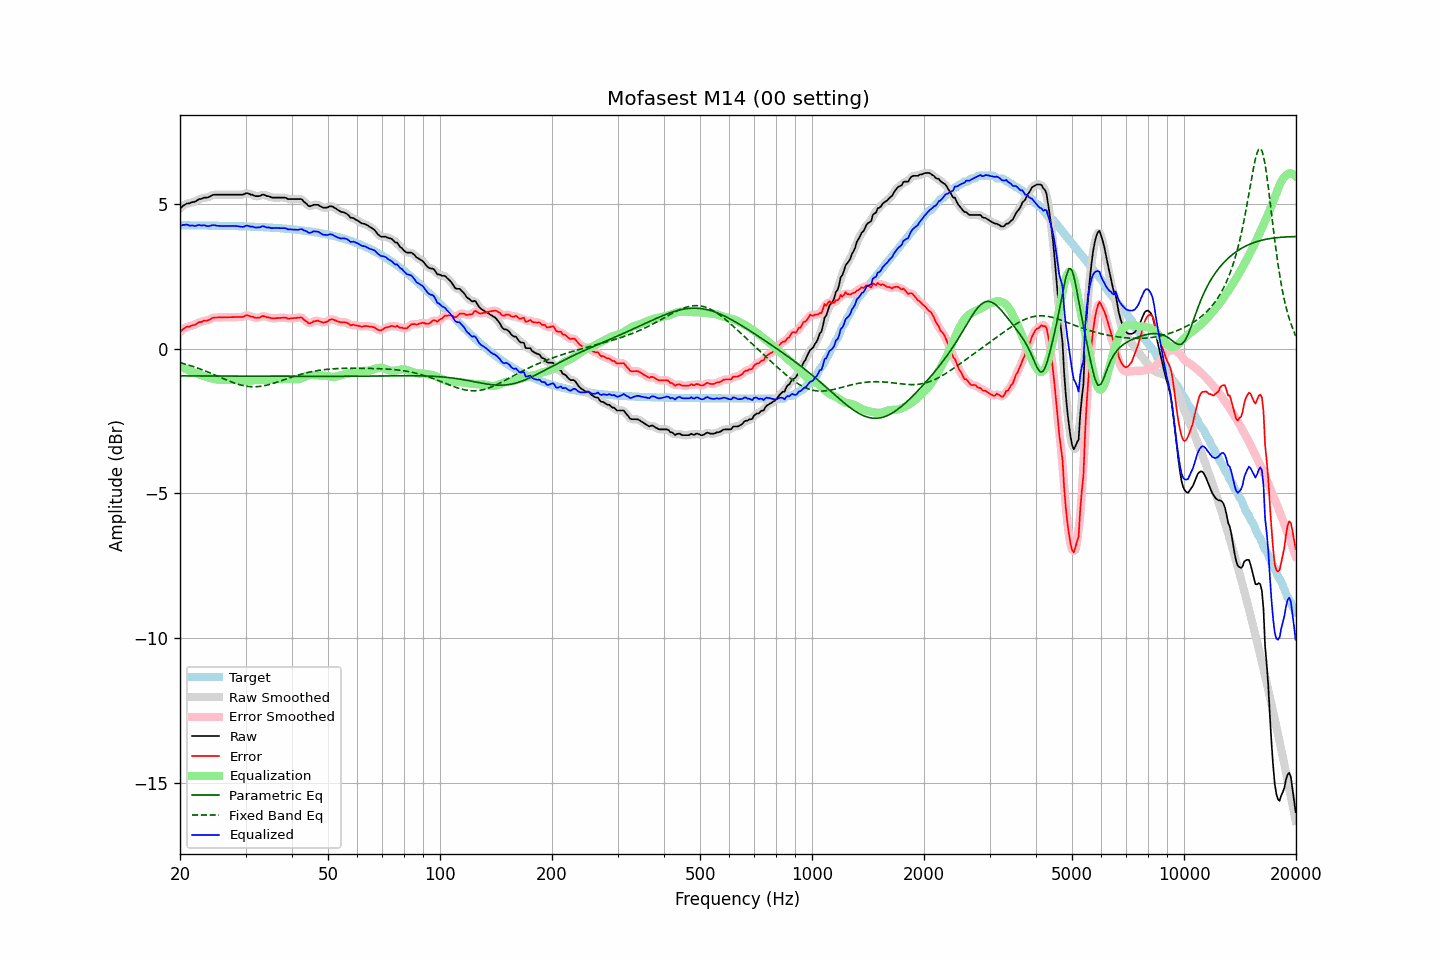 Mofasest M14 (00 setting)
Amplitude (dBr)
5
0
−5
−10
−15
Target
Raw Smoothed
Error Smoothed
Raw
Error
Equalization
Parametric Eq
Fixed Band Eq
Equalized
20 50 100 200 500 1000 2000 5000 10000 20000
Frequency (Hz)